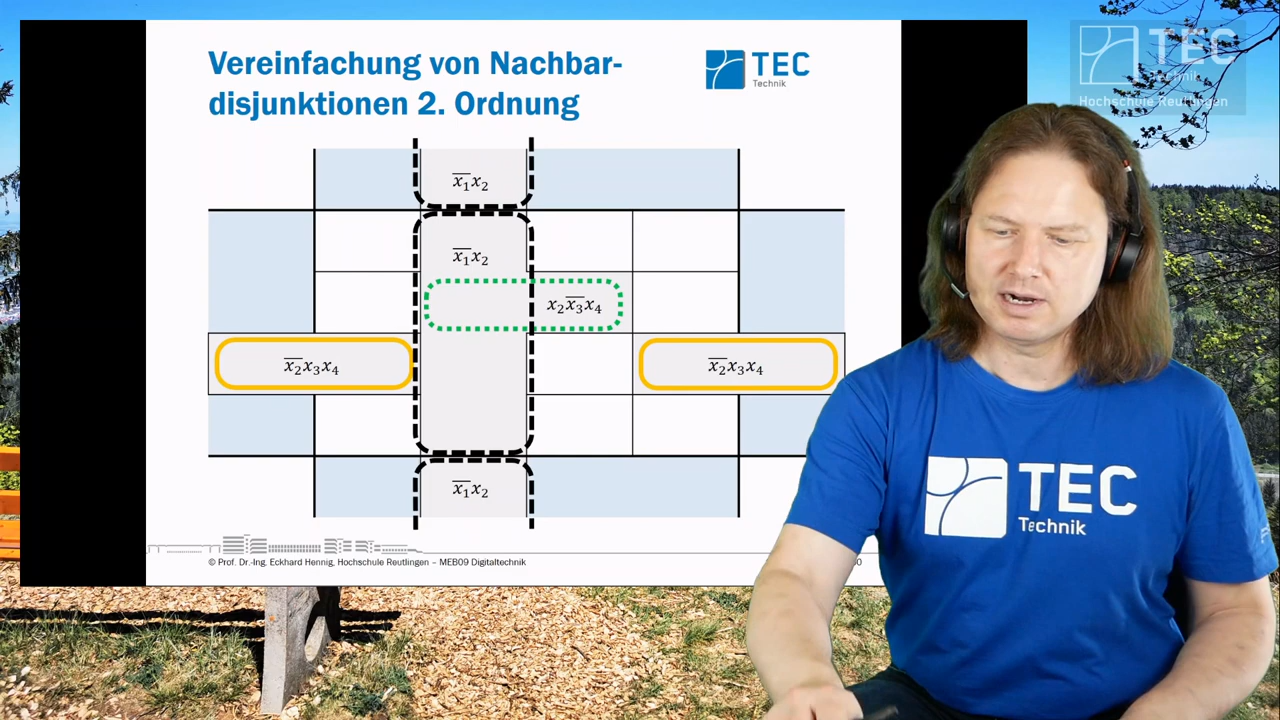 Vereinfachung von Nachbar-
disjunktionen 2. Ordnung
TEC
Technik
TEC
Technik
Hochschule Reutlingen
x̅₁x₂
x̅₁x₂
x₂x̅₃x₄
x̅₂x₃x₄
x̅₂x₃x₄
x̅₁x₂
TEC
Technik
© Prof. Dr.-Ing. Eckhard Hennig, Hochschule Reutlingen – MEB09 Digitaltechnik